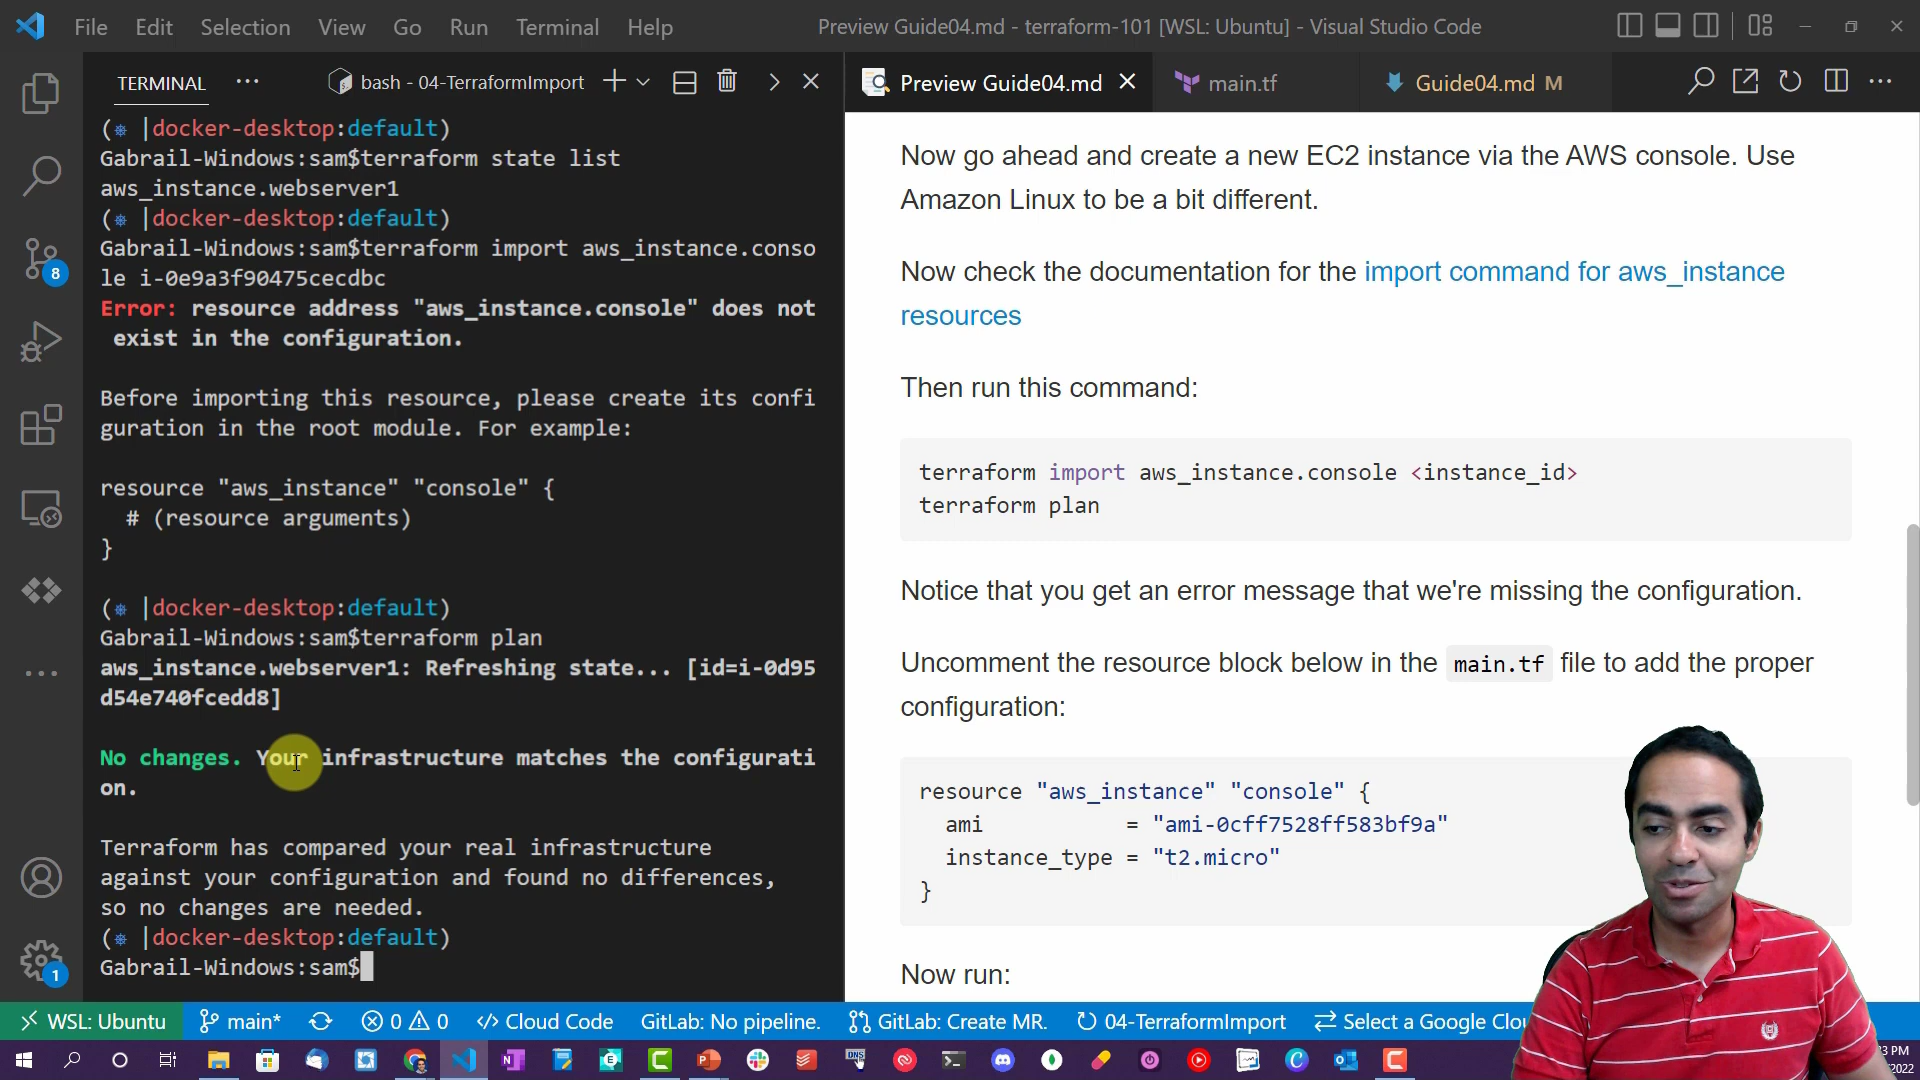 File Edit Selection View Go Run Terminal Help
Preview Guide04.md - terraform-101 [WSL: Ubuntu] - Visual Studio Code
TERMINAL
bash - 04-TerraformImport
(⎈ |docker-desktop:default)
Gabrail-Windows:sam$terraform state list
aws_instance.webserver1
(⎈ |docker-desktop:default)
Gabrail-Windows:sam$terraform import aws_instance.conso
le i-0e9a3f90475cecdbc
Error: resource address "aws_instance.console" does not
exist in the configuration.
Before importing this resource, please create its confi
guration in the root module. For example:
resource "aws_instance" "console" {
# (resource arguments)
}
(⎈ |docker-desktop:default)
Gabrail-Windows:sam$terraform plan
aws_instance.webserver1: Refreshing state... [id=i-0d95
d54e740fcedd8]
No changes. Your infrastructure matches the configurati
on.
Terraform has compared your real infrastructure
against your configuration and found no differences,
so no changes are needed.
(⎈ |docker-desktop:default)
Gabrail-Windows:sam$
Preview Guide04.md
main.tf
Guide04.md M
Now go ahead and create a new EC2 instance via the AWS console. Use
Amazon Linux to be a bit different.
Now check the documentation for the import command for aws_instance
resources
Then run this command:
terraform import aws_instance.console <instance_id>
terraform plan
Notice that you get an error message that we're missing the configuration.
Uncomment the resource block below in the main.tf file to add the proper
configuration:
resource "aws_instance" "console" {
ami = "ami-0cff7528ff583bf9a"
instance_type = "t2.micro"
}
Now run:
8
1
WSL: Ubuntu
main*
0 0
Cloud Code
GitLab: No pipeline.
GitLab: Create MR.
04-TerraformImport
Select a Google Clou
DNS
3 PM
2022